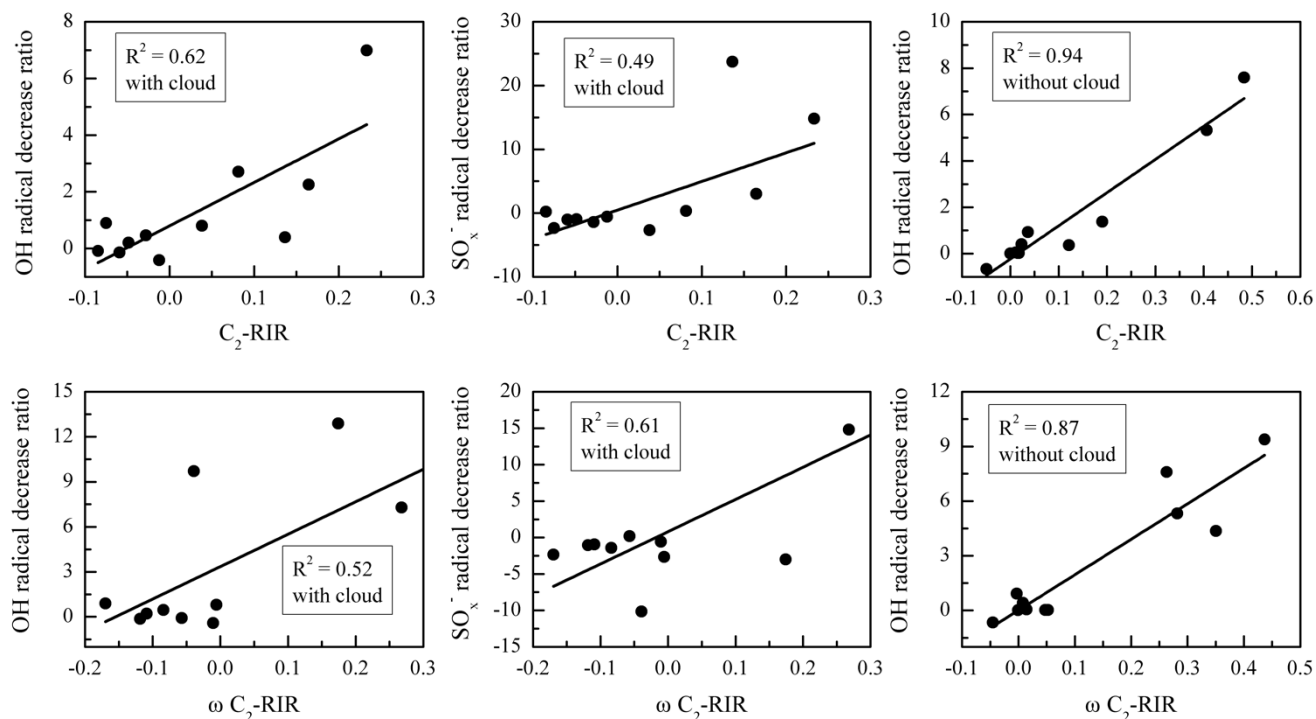 OH radical decrease ratio
8
6
4
2
0
R² = 0.62
with cloud
-0.1 0.0 0.1 0.2 0.3
C₂-RIR
SOₓ⁻ radical decrease ratio
30
20
10
0
-10
R² = 0.49
with cloud
-0.1 0.0 0.1 0.2 0.3
C₂-RIR
OH radical decerase ratio
10
8
6
4
2
0
R² = 0.94
without cloud
-0.1 0.0 0.1 0.2 0.3 0.4 0.5 0.6
C₂-RIR
OH radical decrease ratio
15
12
9
6
3
0
R² = 0.52
with cloud
-0.2 -0.1 0.0 0.1 0.2 0.3
ω C₂-RIR
SOₓ⁻ radical decrease ratio
20
15
10
5
0
-5
-10
-15
R² = 0.61
with cloud
-0.2 -0.1 0.0 0.1 0.2 0.3
ω C₂-RIR
OH radical decrease ratio
12
9
6
3
0
R² = 0.87
without cloud
-0.1 0.0 0.1 0.2 0.3 0.4 0.5
ω C₂-RIR